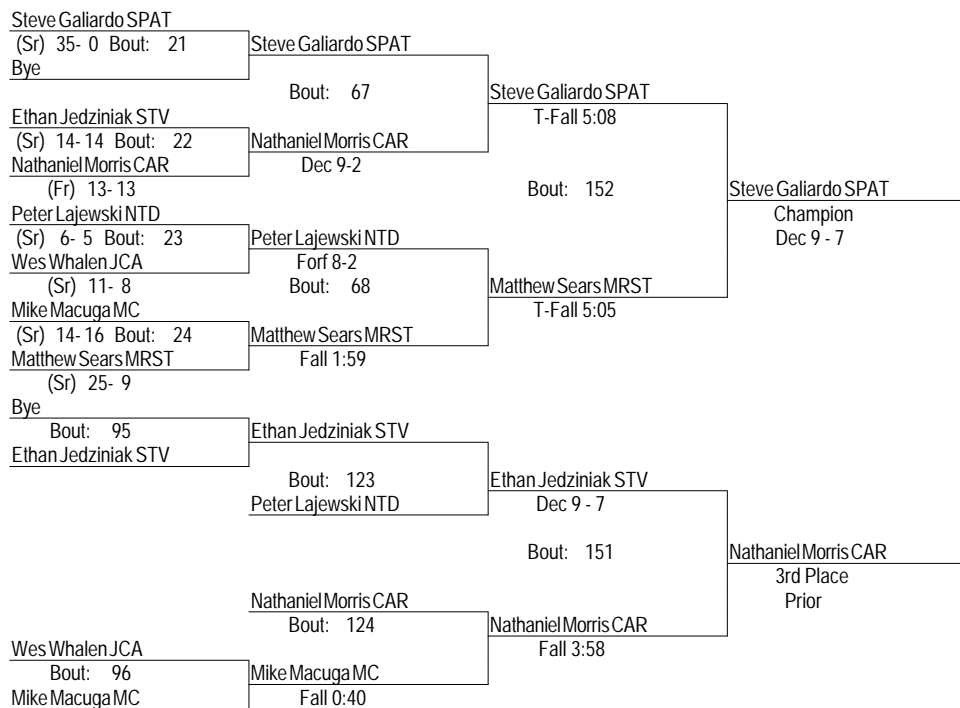 Steve Galiardo SPAT
(Sr) 35- 0 Bout: 21
Steve Galiardo SPAT
Bye
Bout: 67
Steve Galiardo SPAT
Ethan Jedziniak STV
T-Fall 5:08
(Sr) 14- 14 Bout: 22
Nathaniel Morris CAR
Nathaniel Morris CAR
Dec 9-2
(Fr) 13- 13
Bout: 152
Steve Galiardo SPAT
Peter Lajewski NTD
Champion
(Sr) 6- 5 Bout: 23
Peter Lajewski NTD
Dec 9 - 7
Wes Whalen JCA
Forf 8-2
(Sr) 11- 8
Bout: 68
Matthew Sears MRST
Mike Macuga MC
T-Fall 5:05
(Sr) 14- 16 Bout: 24
Matthew Sears MRST
Matthew Sears MRST
Fall 1:59
(Sr) 25- 9
Bye
Bout: 95
Ethan Jedziniak STV
Ethan Jedziniak STV
Bout: 123
Ethan Jedziniak STV
Peter Lajewski NTD
Dec 9 - 7
Bout: 151
Nathaniel Morris CAR
3rd Place
Nathaniel Morris CAR
Prior
Bout: 124
Nathaniel Morris CAR
Wes Whalen JCA
Fall 3:58
Bout: 96
Mike Macuga MC
Mike Macuga MC
Fall 0:40